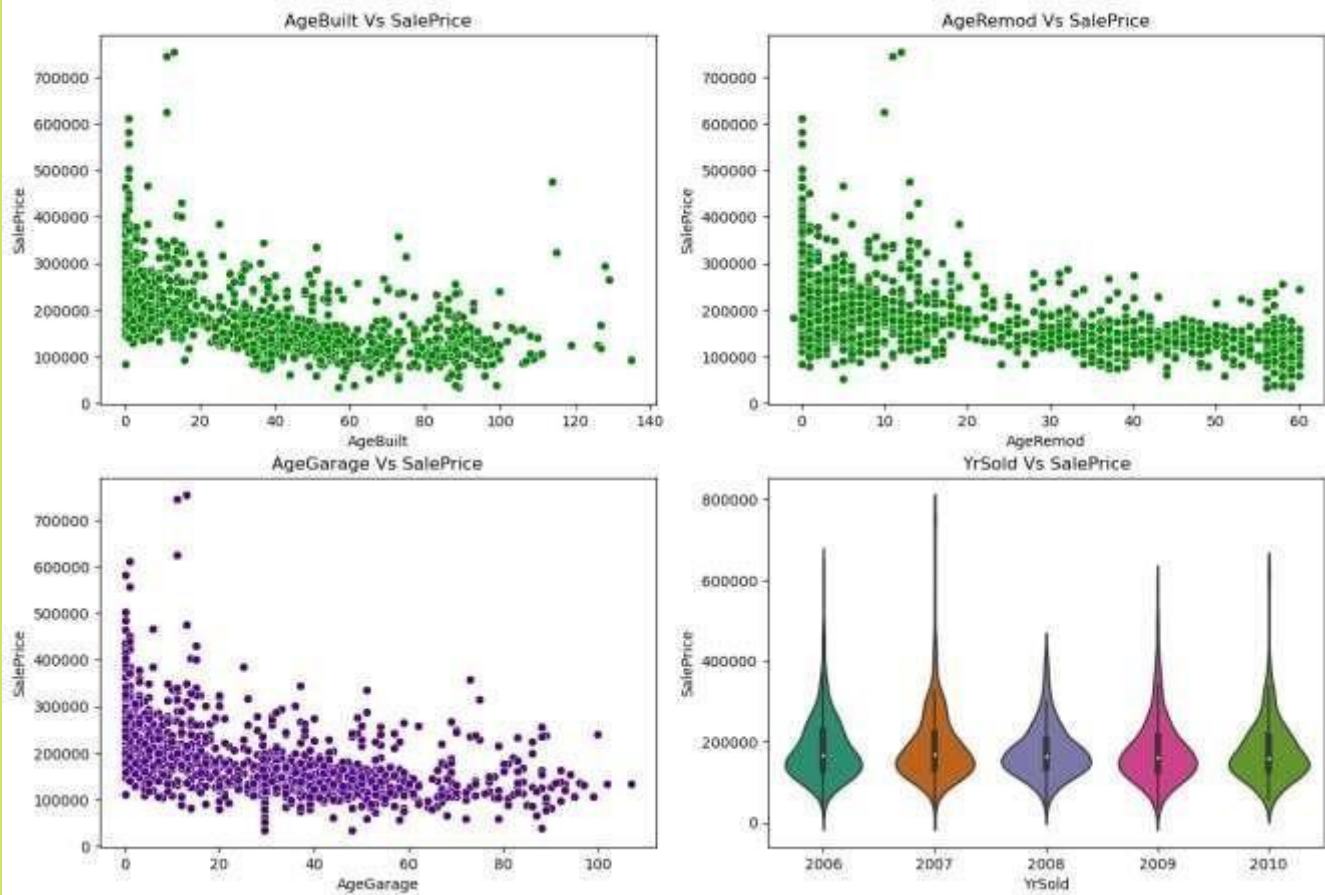 AgeBuilt Vs SalePrice
700000
600000
500000
400000
300000
200000
100000
0
SalePrice
0 20 40 60 80 100 120 140
AgeBuilt
AgeRemod Vs SalePrice
700000
600000
500000
400000
300000
200000
100000
0
SalePrice
0 10 20 30 40 50 60
AgeRemod
AgeGarage Vs SalePrice
700000
600000
500000
400000
300000
200000
100000
0
SalePrice
0 20 40 60 80 100
AgeGarage
YrSold Vs SalePrice
800000
600000
400000
200000
0
SalePrice
2006 2007 2008 2009 2010
YrSold